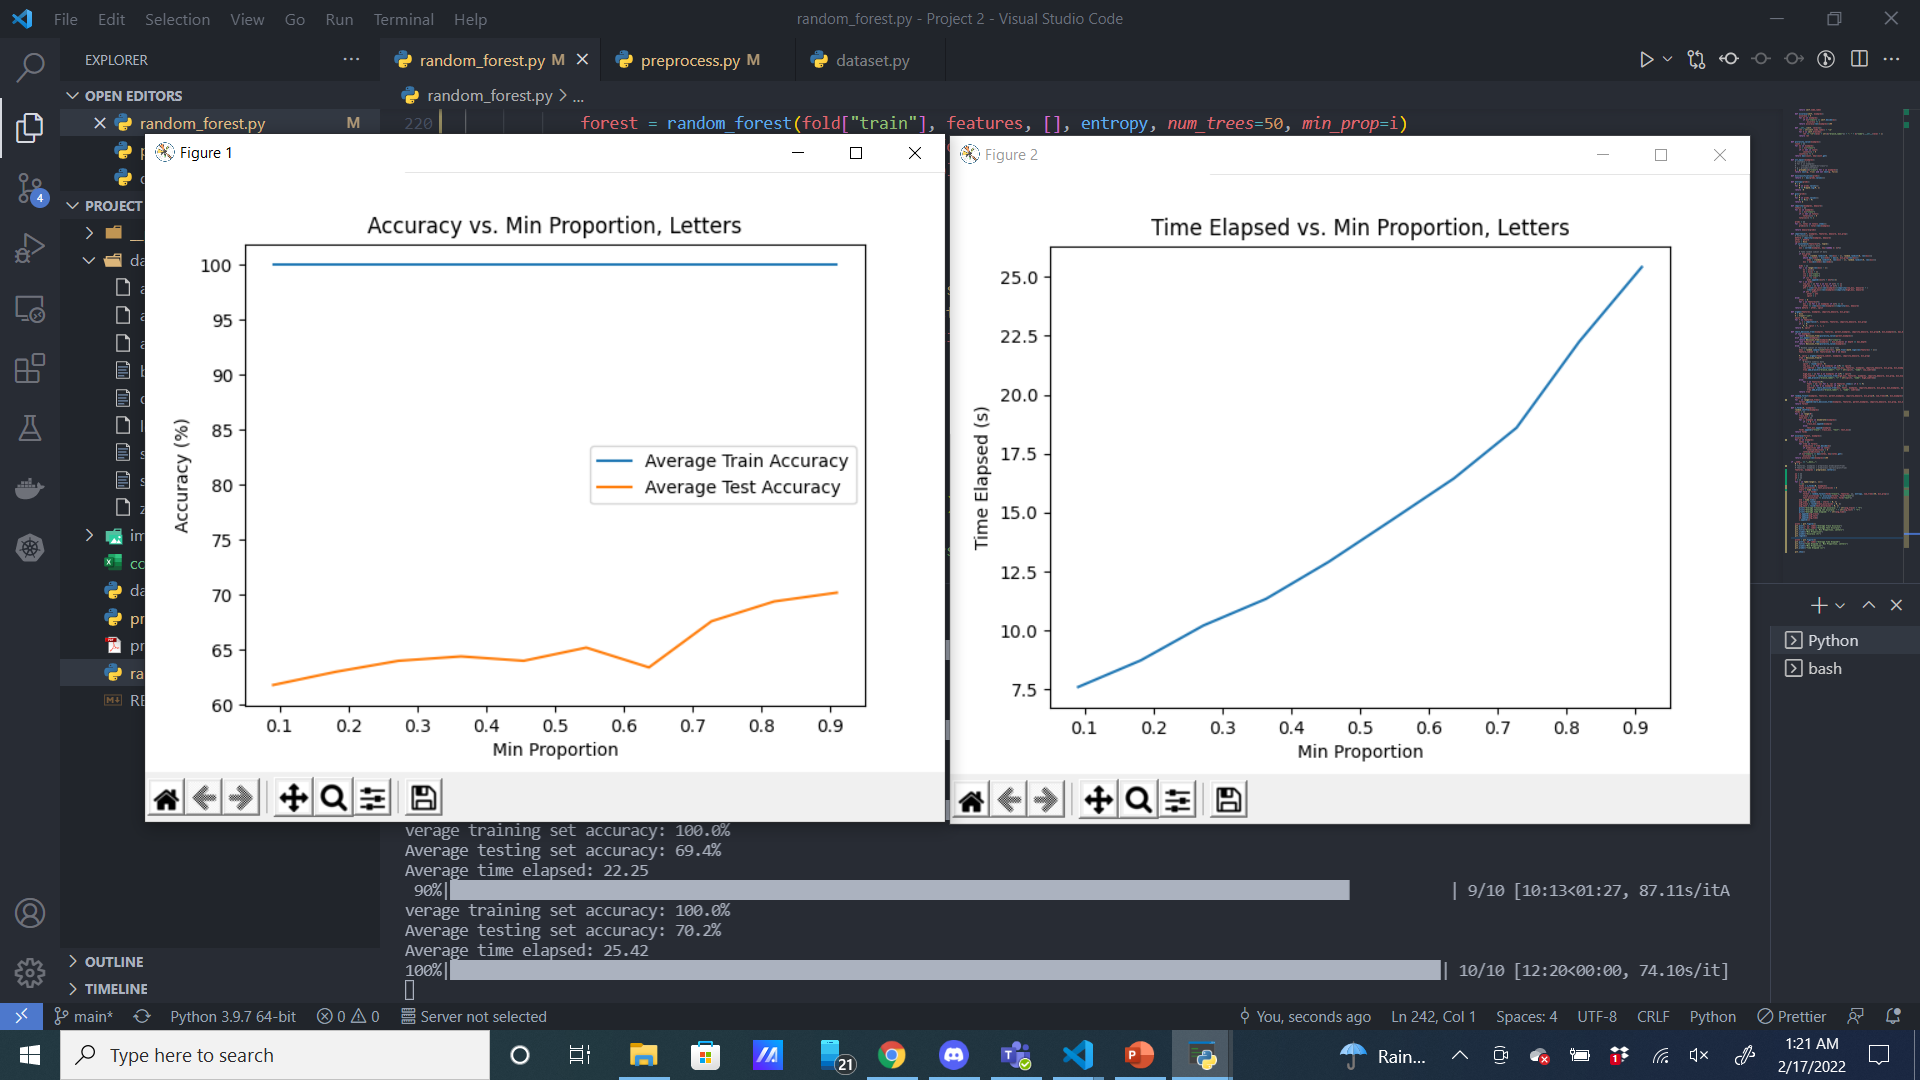 File Edit Selection View Go Run Terminal Help
random_forest.py - Project 2 - Visual Studio Code
EXPLORER
random_forest.py M
preprocess.py M
dataset.py
OPEN EDITORS
random_forest.py M
random_forest.py > ...
220 forest = random_forest(fold["train"], features, [], entropy, num_trees=50, min_prop=i)
PROJECT
4
Figure 1
Accuracy vs. Min Proportion, Letters
Accuracy (%)
100
95
90
85
80
75
70
65
60
Average Train Accuracy
Average Test Accuracy
0.1 0.2 0.3 0.4 0.5 0.6 0.7 0.8 0.9
Min Proportion
Figure 2
Time Elapsed vs. Min Proportion, Letters
Time Elapsed (s)
25.0
22.5
20.0
17.5
15.0
12.5
10.0
7.5
0.1 0.2 0.3 0.4 0.5 0.6 0.7 0.8 0.9
Min Proportion
Python
bash
verage training set accuracy: 100.0%
Average testing set accuracy: 69.4%
Average time elapsed: 22.25
90%| | 9/10 [10:13<01:27, 87.11s/itA
verage training set accuracy: 100.0%
Average testing set accuracy: 70.2%
Average time elapsed: 25.42
100%| | 10/10 [12:20<00:00, 74.10s/it]
OUTLINE
TIMELINE
main* Python 3.9.7 64-bit 0 0 Server not selected
You, seconds ago Ln 242, Col 1 Spaces: 4 UTF-8 CRLF Python Prettier
Type here to search
21
Rain...
1
1:21 AM
2/17/2022